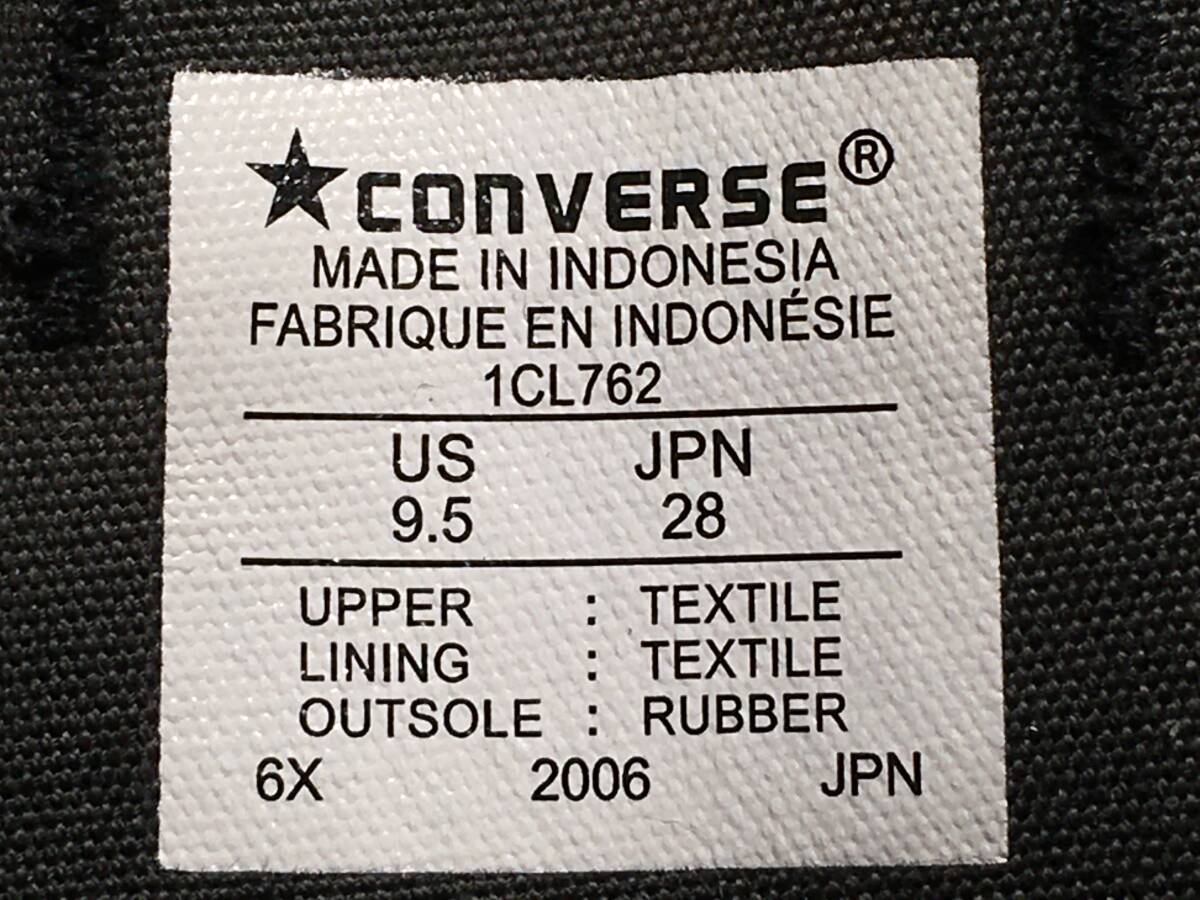 ★CONVERSE®
MADE IN INDONESIA
FABRIQUE EN INDONÉSIE
1CL762
US JPN
9.5 28
UPPER : TEXTILE
LINING : TEXTILE
OUTSOLE : RUBBER
6X 2006 JPN